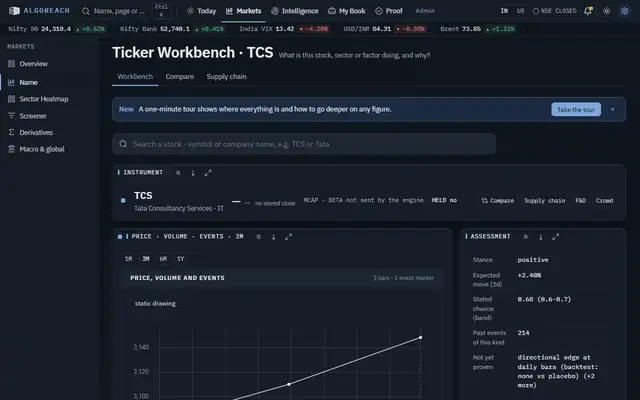 ALGOREACH
Name, page or ... Ctrl K
Today Markets Intelligence My Book Proof Admin
IN US NSE CLOSED
Nifty 50 24,318.4 ▲ +0.62% Nifty Bank 52,740.1 ▲ +0.41% India VIX 13.42 ▼ -4.20% USD/INR 84.31 ▼ -0.08% Brent 73.85 ▲ +1.21%
MARKETS
Overview
Name
Sector Heatmap
Screener
Derivatives
Macro & global
Ticker Workbench · TCS What is this stock, sector or factor doing, and why?
Workbench Compare Supply chain
New A one-minute tour shows where everything is and how to go deeper on any figure. Take the tour ×
Search a stock - symbol or company name, e.g. TCS or Tata
INSTRUMENT
TCS
Tata Consultancy Services · IT
— — no stored close
MCAP · BETA not sent by the engine HELD no
Compare Supply chain F&O Crowd
PRICE · VOLUME · EVENTS · 3M
1M 3M 6M 1Y
PRICE, VOLUME AND EVENTS 3 bars · 1 event marker
static drawing
3,140
3,120
3,100
ASSESSMENT
Stance positive
Expected move (3d) +2.40%
Stated chance (band) 0.68 (0.6-0.7)
Past events of this kind 214
Not yet proven directional edge at daily bars (backtest: none vs placebo) (+2 more)